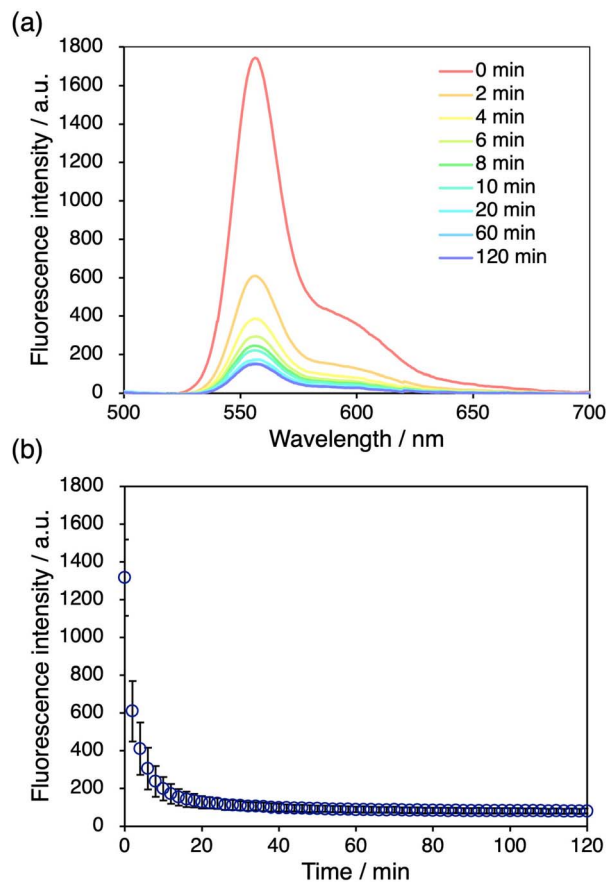 (a)
Fluorescence intensity / a.u.
1800
1600
1400
1200
1000
800
600
400
200
0
0 min
2 min
4 min
6 min
8 min
10 min
20 min
60 min
120 min
500 550 600 650 700
Wavelength / nm
(b)
Fluorescence intensity / a.u.
1800
1600
1400
1200
1000
800
600
400
200
0
0 20 40 60 80 100 120
Time / min